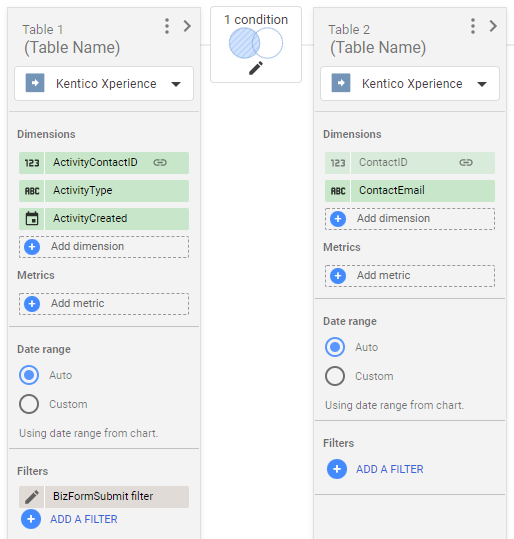 Table 1
(Table Name)
Kentico Xperience
Dimensions
123 ActivityContactID
ABC ActivityType
ActivityCreated
Add dimension
Metrics
Add metric
Date range
Auto
Custom
Using date range from chart.
Filters
BizFormSubmit filter
ADD A FILTER
1 condition
Table 2
(Table Name)
Kentico Xperience
Dimensions
123 ContactID
ABC ContactEmail
Add dimension
Metrics
Add metric
Date range
Auto
Custom
Using date range from chart.
Filters
ADD A FILTER